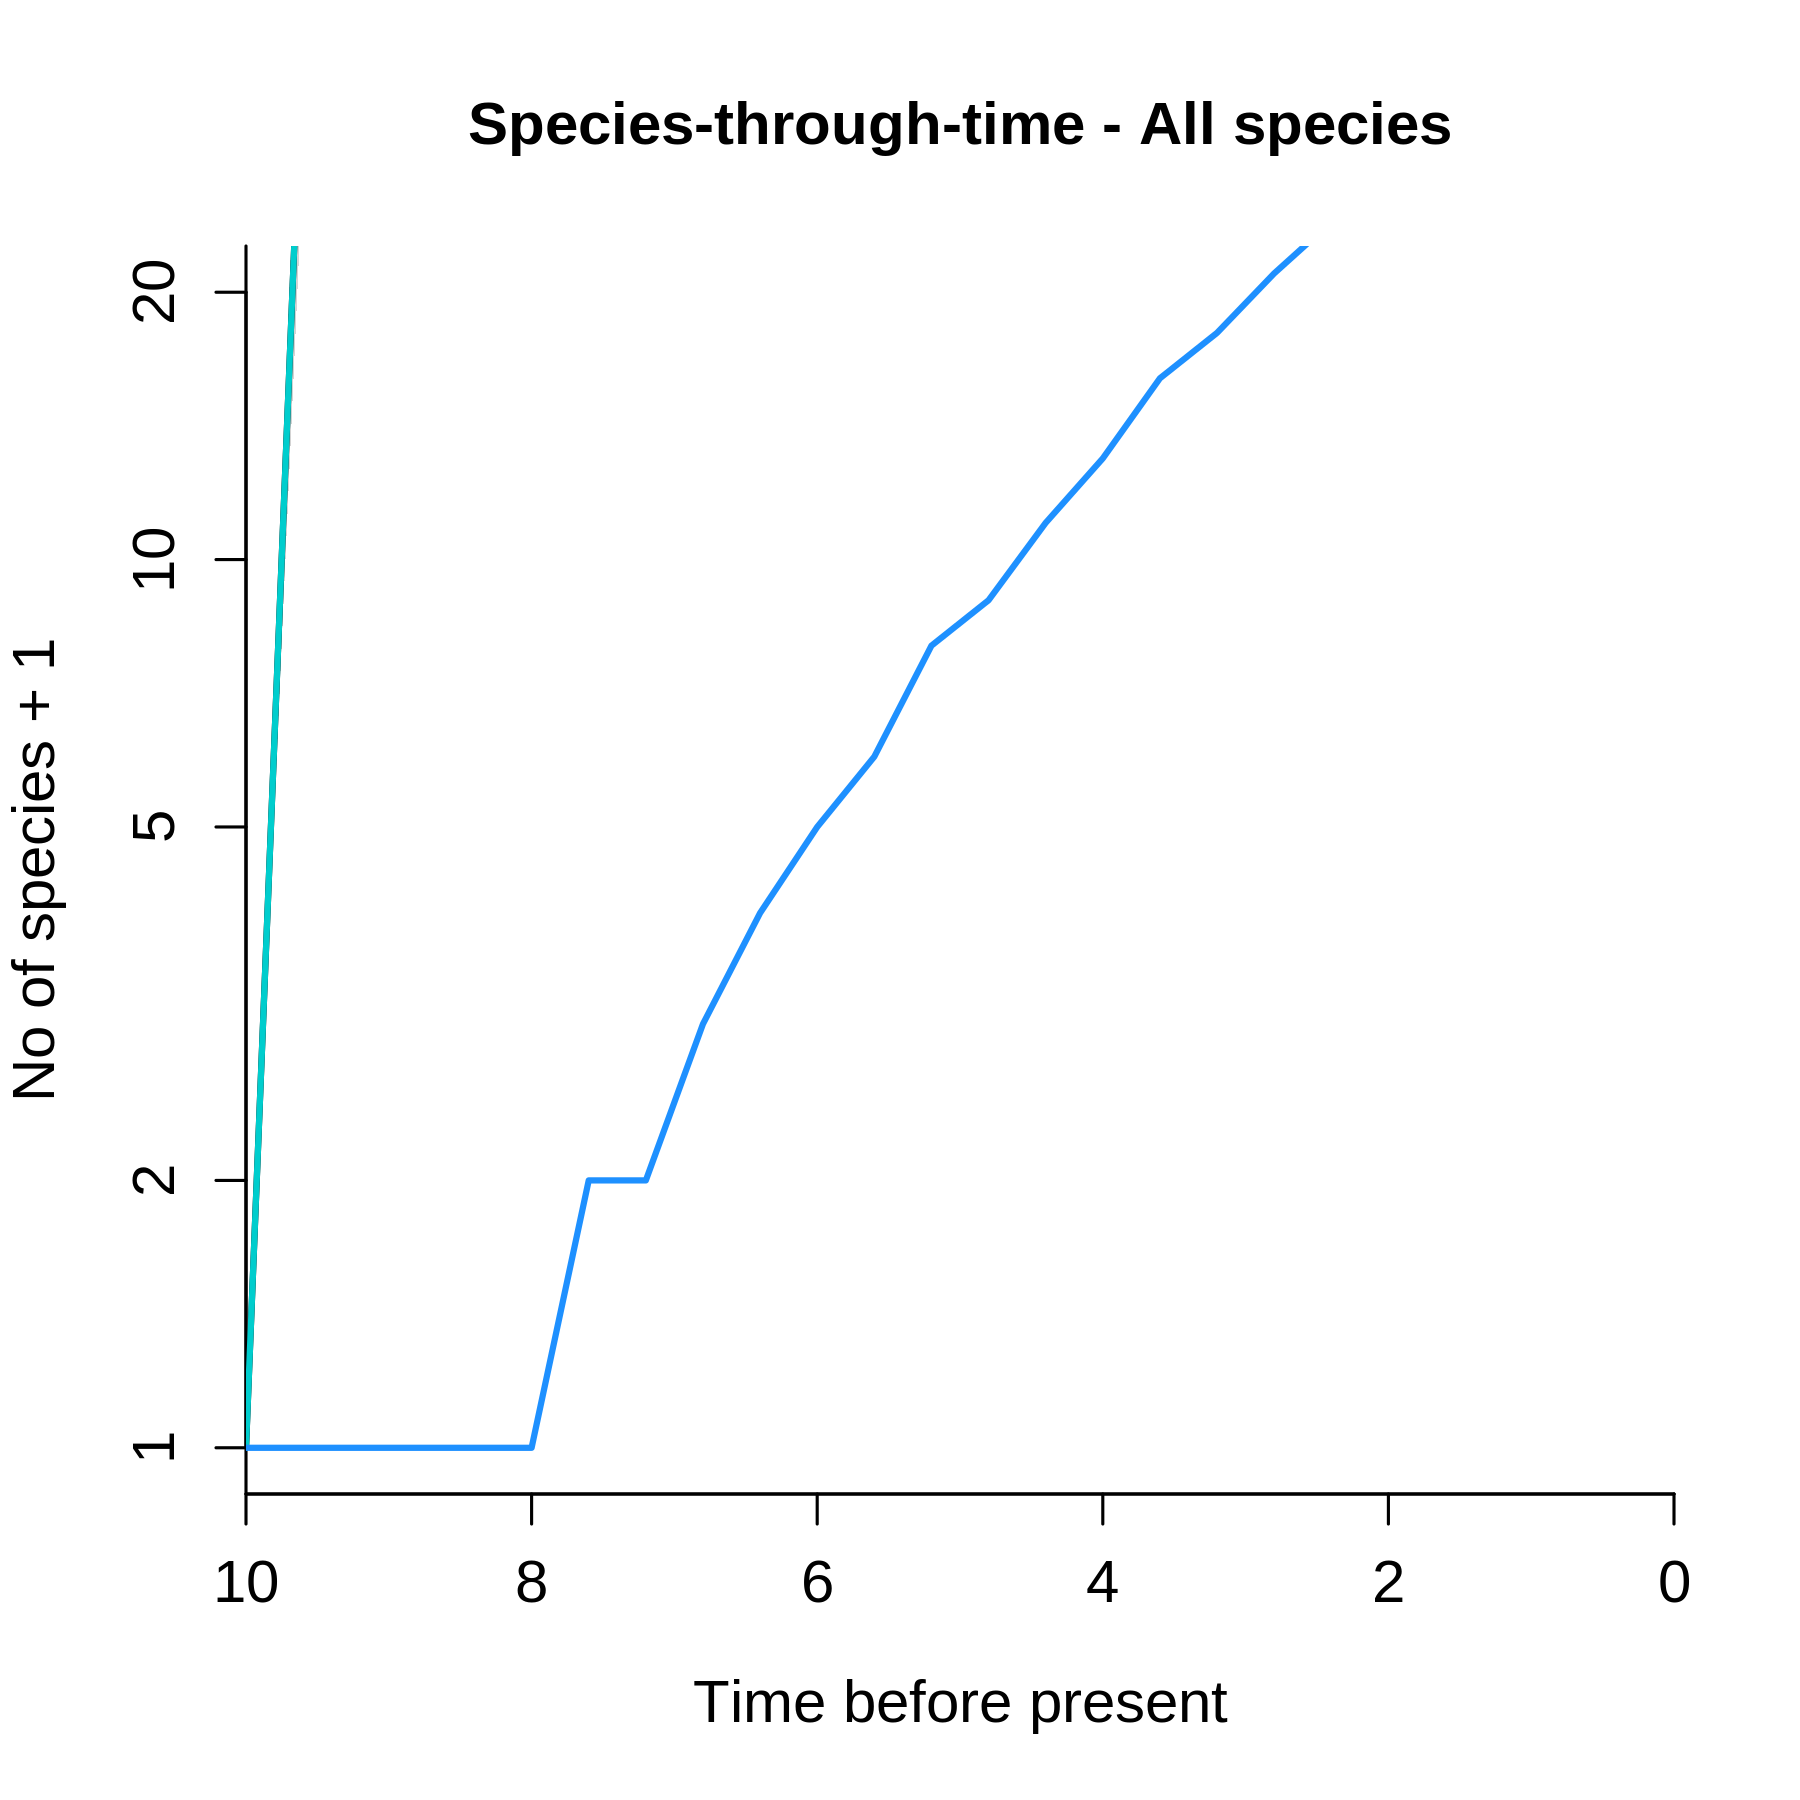 Species-through-time - All species
No of species + 1
20
10
5
2
1
10 8 6 4 2 0
Time before present